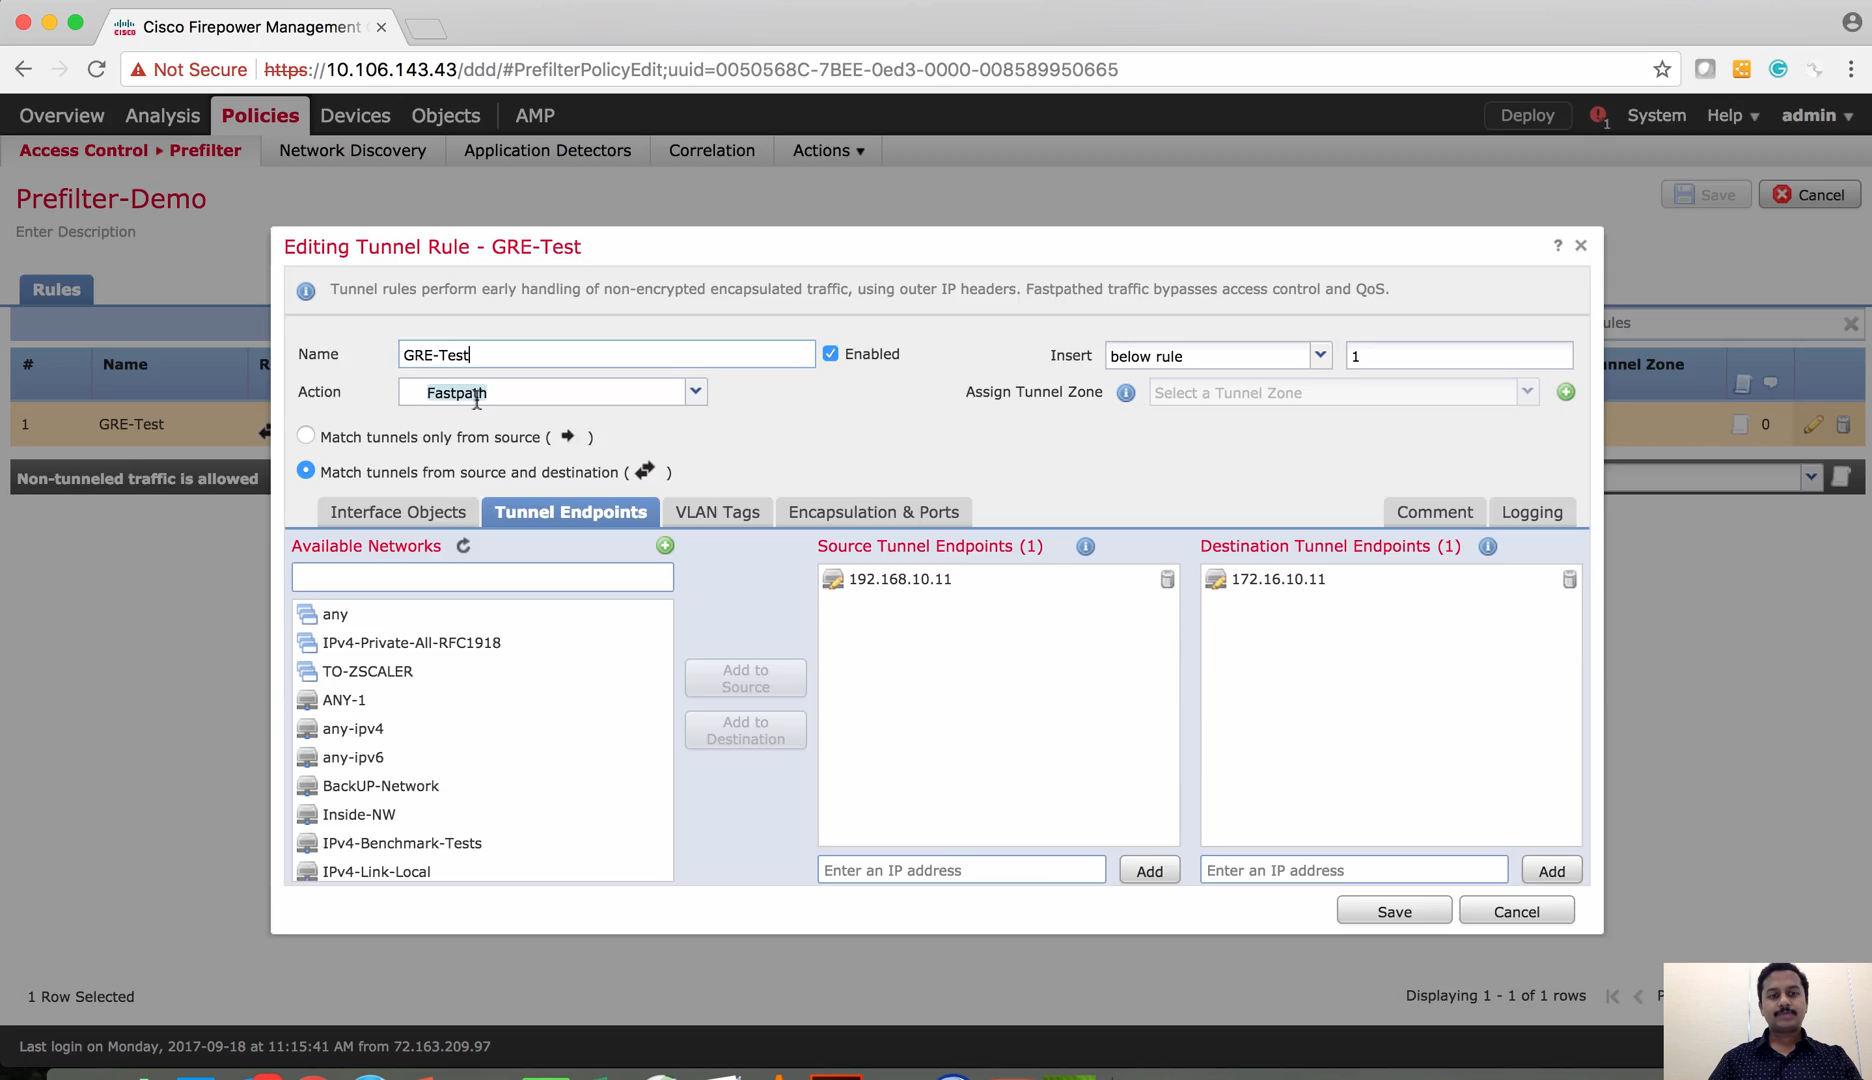 Cisco Firepower Management
Not Secure https://10.106.143.43/ddd/#PrefilterPolicyEdit;uuid=0050568C-7BEE-0ed3-0000-008589950665
Overview Analysis Policies Devices Objects AMP Deploy 1 System Help admin
Access Control ▸ Prefilter Network Discovery Application Detectors Correlation Actions
Prefilter-Demo Save Cancel
Enter Description
Editing Tunnel Rule - GRE-Test ?
Tunnel rules perform early handling of non-encrypted encapsulated traffic, using outer IP headers. Fastpathed traffic bypasses access control and QoS.
Rules
ules
Name GRE-Test Enabled Insert below rule 1
# Name R nnel Zone
Action Fastpath Assign Tunnel Zone Select a Tunnel Zone
1 GRE-Test 0
Match tunnels only from source ( )
Match tunnels from source and destination ( )
Non-tunneled traffic is allowed
Interface Objects Tunnel Endpoints VLAN Tags Encapsulation & Ports Comment Logging
Available Networks Source Tunnel Endpoints (1) Destination Tunnel Endpoints (1)
192.168.10.11 172.16.10.11
any
IPv4-Private-All-RFC1918
TO-ZSCALER
ANY-1
any-ipv4
any-ipv6
BackUP-Network
Inside-NW
IPv4-Benchmark-Tests
IPv4-Link-Local
Add to
Source
Add to
Destination
Enter an IP address Add Enter an IP address Add
Save Cancel
1 Row Selected Displaying 1 - 1 of 1 rows P
Last login on Monday, 2017-09-18 at 11:15:41 AM from 72.163.209.97